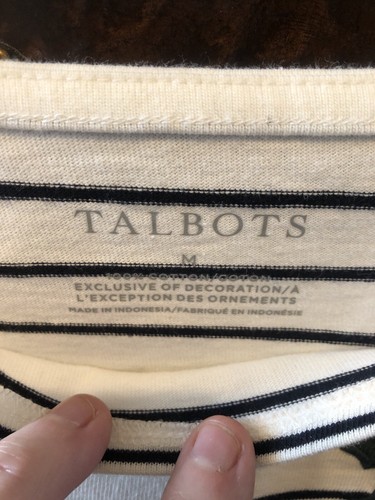 TALBOTS
M
100% COTTON/COTON
EXCLUSIVE OF DECORATION/À
L'EXCEPTION DES ORNEMENTS
MADE IN INDONESIA/FABRIQUÉ EN INDONÉSIE